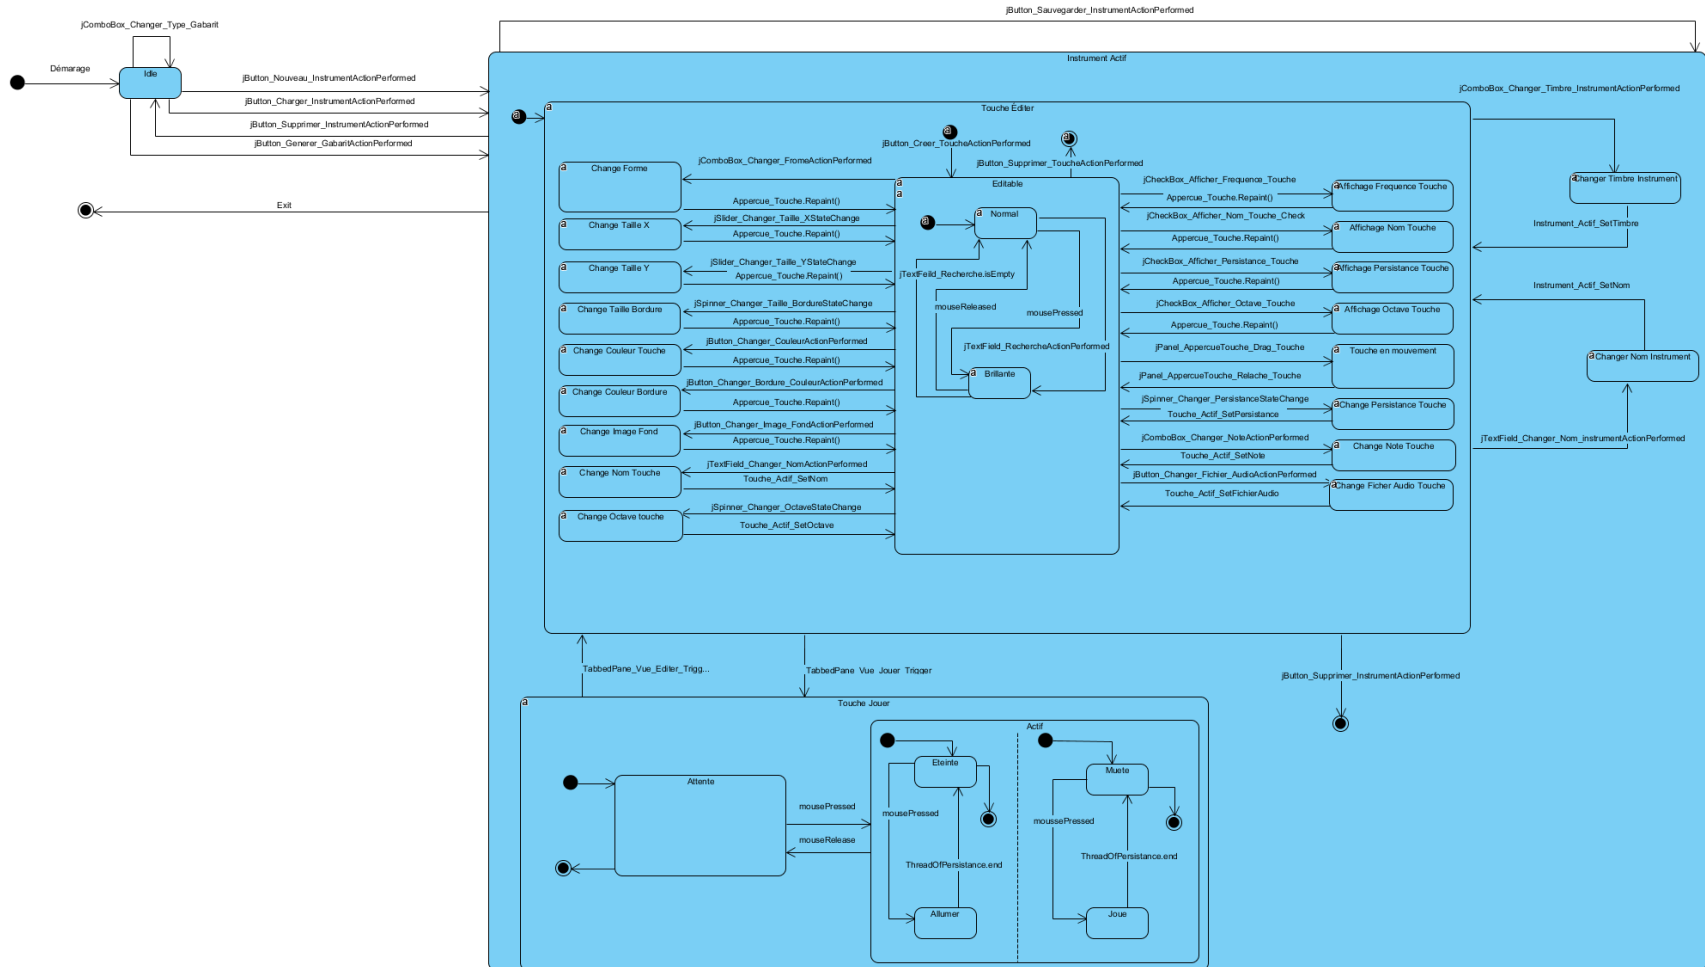 jButton_Sauvegarder_InstrumentActionPerformed
jComboBox_Changer_Type_Gabarit
Démarage
Idle
jButton_Nouveau_InstrumentActionPerformed
jButton_Charger_InstrumentActionPerformed
jButton_Supprimer_InstrumentActionPerformed
jButton_Generer_GabaritActionPerformed
Exit
Instrument Actif
jComboBox_Changer_Timbre_InstrumentActionPerformed
a
a
Touche Éditer
a
a
jButton_Creer_ToucheActionPerformed
jButton_Supprimer_ToucheActionPerformed
a
Change Forme
jComboBox_Changer_FromeActionPerformed
Appercue_Touche.Repaint()
a
Change Taille X
jSlider_Changer_Taille_XStateChange
Appercue_Touche.Repaint()
a
Change Taille Y
jSlider_Changer_Taille_YStateChange
Appercue_Touche.Repaint()
a
Change Taille Bordure
jSpinner_Changer_Taille_BordureStateChange
Appercue_Touche.Repaint()
a
Change Couleur Touche
jButton_Changer_CouleurActionPerformed
Appercue_Touche.Repaint()
a
Change Couleur Bordure
jButton_Changer_Bordure_CouleurActionPerformed
Appercue_Touche.Repaint()
a
Change Image Fond
jButton_Changer_Image_FondActionPerformed
Appercue_Touche.Repaint()
a
Change Nom Touche
jTextField_Changer_NomActionPerformed
Touche_Actif_SetNom
a
Change Octave touche
jSpinner_Changer_OctaveStateChange
Touche_Actif_SetOctave
a
Editable
a
a
a
Normal
jTextFeild_Recherche.isEmpty
mouseReleased
mousePressed
jTextField_RechercheActionPerformed
a
Brillante
jCheckBox_Afficher_Frequence_Touche
Appercue_Touche.Repaint()
a
Affichage Frequence Touche
jCheckBox_Afficher_Nom_Touche_Check
Appercue_Touche.Repaint()
a
Affichage Nom Touche
jCheckBox_Afficher_Persistance_Touche
Appercue_Touche.Repaint()
a
Affichage Persistance Touche
jCheckBox_Afficher_Octave_Touche
Appercue_Touche.Repaint()
a
Affichage Octave Touche
jPanel_AppercueTouche_Drag_Touche
jPanel_AppercueTouche_Relache_Touche
a
Touche en mouvement
jSpinner_Changer_PersistanceStateChange
Touche_Actif_SetPersistance
a
Change Persistance Touche
jComboBox_Changer_NoteActionPerformed
Touche_Actif_SetNote
a
Change Note Touche
jButton_Changer_Fichier_AudioActionPerformed
Touche_Actif_SetFichierAudio
a
Change Ficher Audio Touche
a
Changer Timbre Instrument
Instrument_Actif_SetTimbre
Instrument_Actif_SetNom
a
Changer Nom Instrument
jTextField_Changer_Nom_instrumentActionPerformed
TabbedPane_Vue_Editer_Trigg...
TabbedPane_Vue_Jouer_Trigger
jButton_Supprimer_InstrumentActionPerformed
a
Touche Jouer
Attente
mousePressed
mouseRelease
Actif
Eteinte
mousePressed
ThreadOfPersistance.end
Allumer
Muete
moussePressed
ThreadOfPersistance.end
Joue